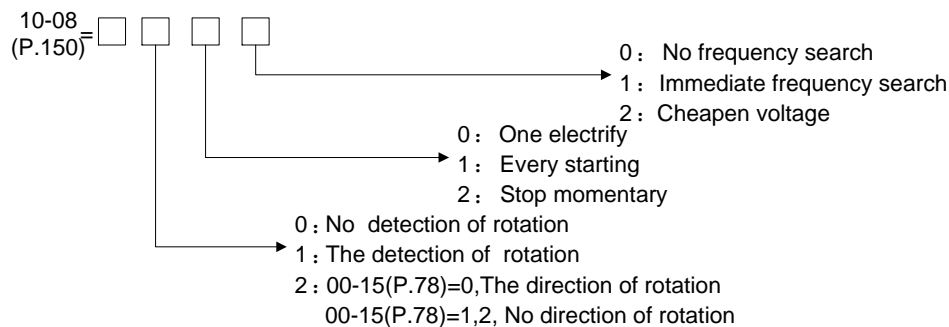 10-08
(P.150)
=
0： No frequency search
1： Immediate frequency search
2： Cheapen voltage
0： One electrify
1： Every starting
2： Stop momentary
0：No detection of rotation
1：The detection of rotation
2：00-15(P.78)=0,The direction of rotation
00-15(P.78)=1,2, No direction of rotation